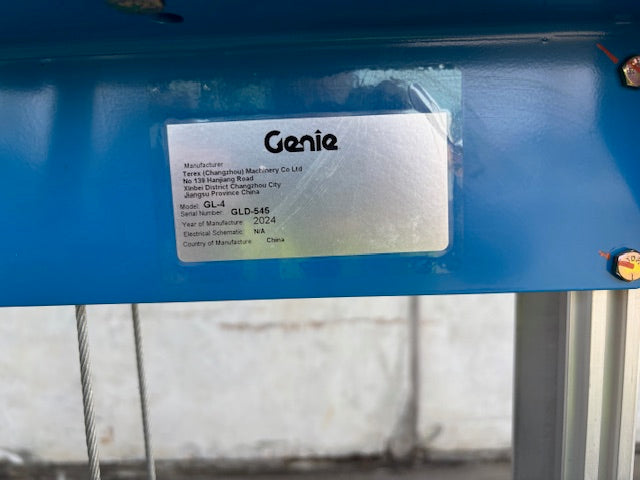 Genie
Manufacturer
Terex (Changzhou) Machinery Co Ltd
No 139 Hanjiang Road
Xinbei District Changzhou City
Jiangsu Province China
Model: GL-4
Serial Number: GLD-545
Year of Manufacture: 2024
Electrical Schematic: N/A
Country of Manufacture: China